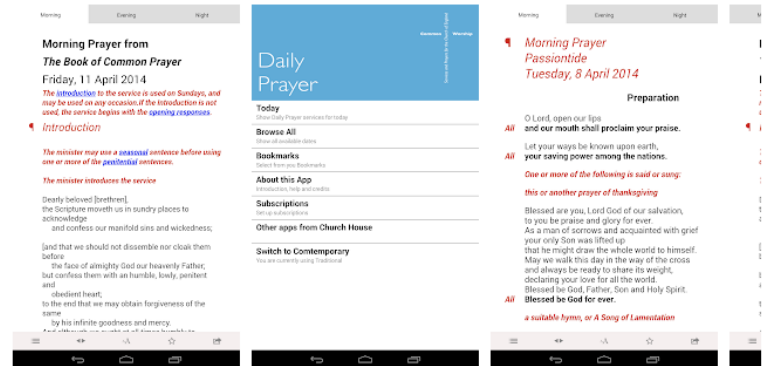 Morning Evening Night
Morning Prayer from
The Book of Common Prayer
Friday, 11 April 2014
The introduction to the service is used on Sundays, and
may be used on any occasion.If the Introduction is not
used, the service begins with the opening responses.
¶ Introduction
The minister may use a seasonal sentence before using
one or more of the penitential sentences.
The minister introduces the service
Dearly beloved [brethren],
the Scripture moveth us in sundry places to
acknowledge
and confess our manifold sins and wickedness;
[and that we should not dissemble nor cloak them
before
the face of almighty God our heavenly Father;
but confess them with an humble, lowly, penitent
and
obedient heart;
to the end that we may obtain forgiveness of the
same
by his infinite goodness and mercy.
And although we ought at all times humbly to
Daily
Prayer
Today
Show Daily Prayer services for today
Browse All
Show all available dates
Bookmarks
Select from you Bookmarks
About this App
Introduction, help and credits
Subscriptions
Set up subscriptions
Other apps from Church House
Switch to Comtemporary
You are currently using Traditional
Morning Evening Night
¶ Morning Prayer
Passiontide
Tuesday, 8 April 2014
Preparation
O Lord, open our lips
All and our mouth shall proclaim your praise.
Let your ways be known upon earth,
All your saving power among the nations.
One or more of the following is said or sung:
this or another prayer of thanksgiving
Blessed are you, Lord God of our salvation,
to you be praise and glory for ever.
As a man of sorrows and acquainted with grief
your only Son was lifted up
that he might draw the whole world to himself.
May we walk this day in the way of the cross
and always be ready to share its weight,
declaring your love for all the world.
Blessed be God, Father, Son and Holy Spirit.
All Blessed be God for ever.
a suitable hymn, or A Song of Lamentation